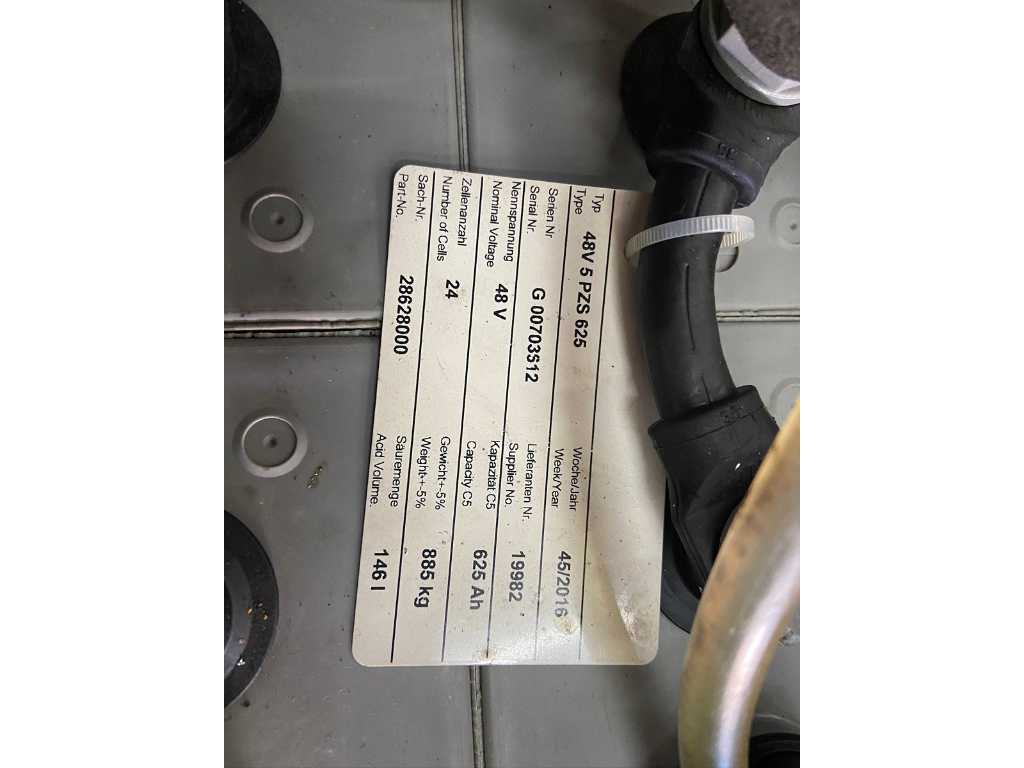 Typ
Type 48V 5 PZS 625
Woche/Jahr
Week/Year 45/2016
Serien Nr
Serial Nr. G 00703512
Lieferanten Nr.
Supplier No. 19982
Nennspannung
Nominal Voltage 48 V
Kapazität C5
Capacity C5 625 Ah
Zellenanzahl
Number of Cells 24
Gewicht+-5%
Weight-+-5% 885 kg
Sach-Nr.
Part-No. 28628000
Säuremenge
Acid Volume. 146 l